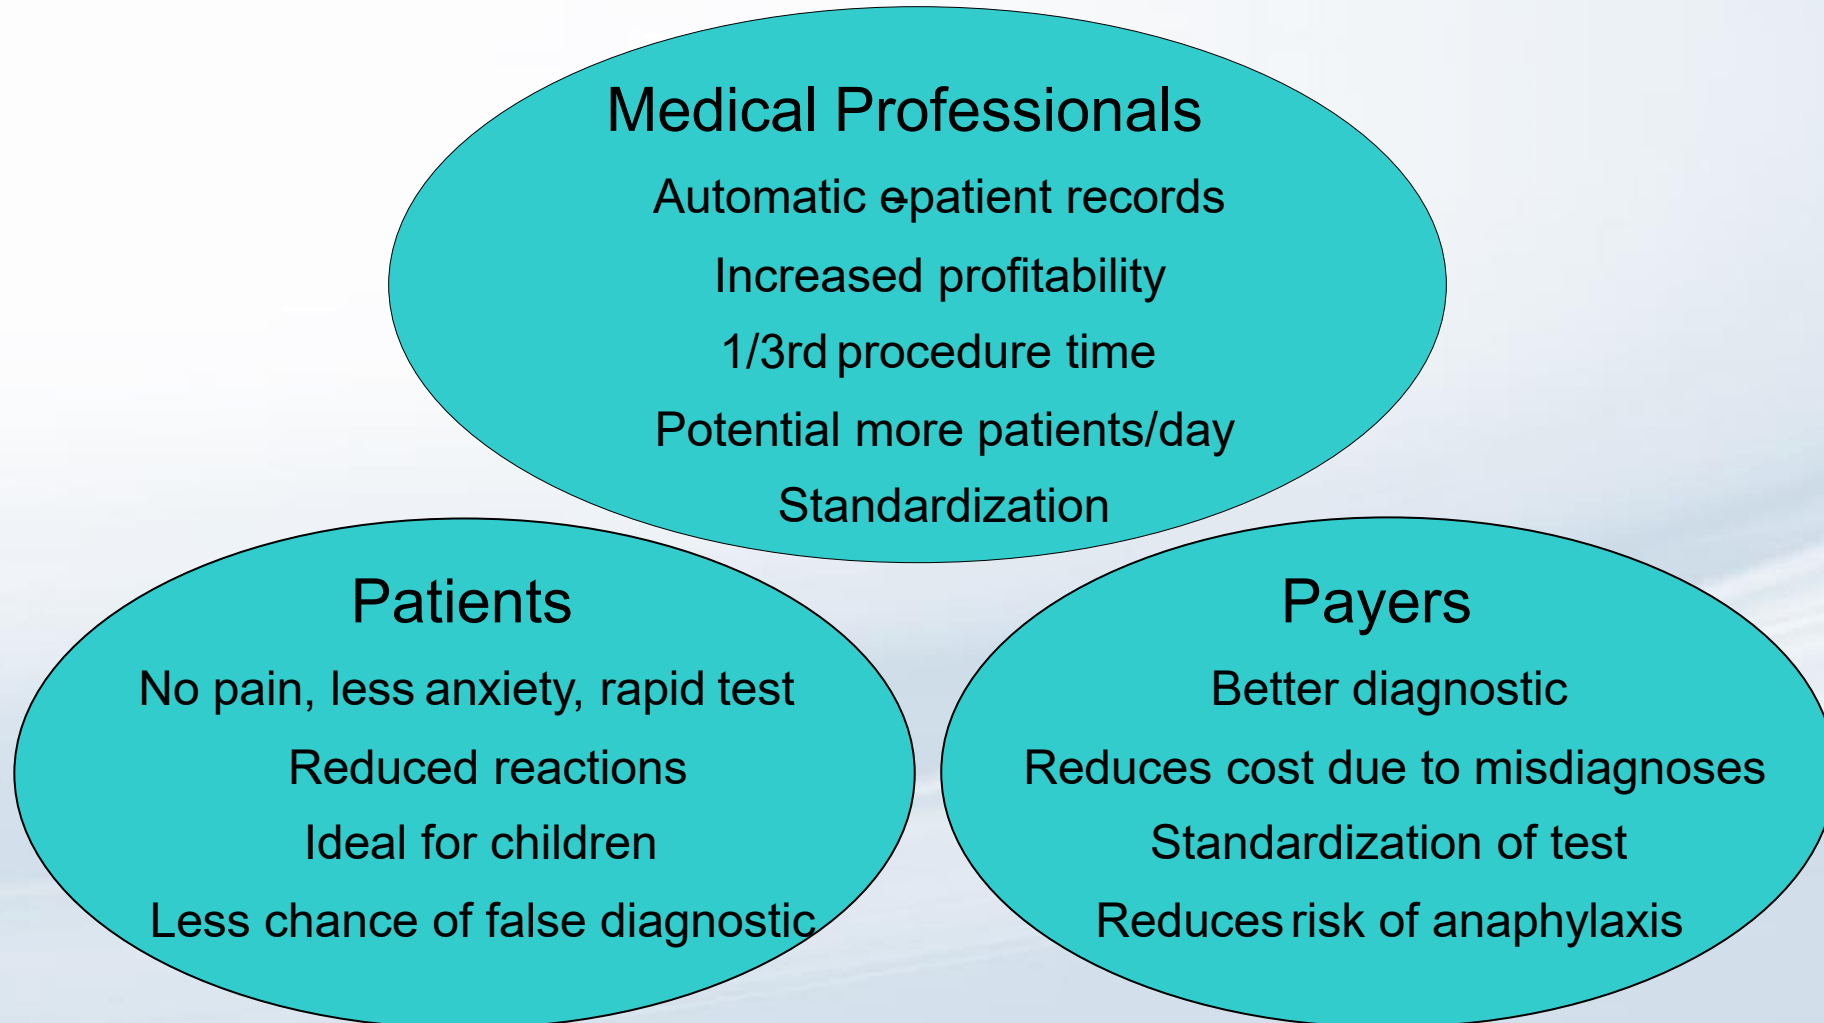 Medical Professionals
Automatic e-patient records
Increased profitability
1/3rd procedure time
Potential more patients/day
Standardization
Patients
No pain, less anxiety, rapid test
Reduced reactions
Ideal for children
Less chance of false diagnostic
Payers
Better diagnostic
Reduces cost due to misdiagnoses
Standardization of test
Reduces risk of anaphylaxis